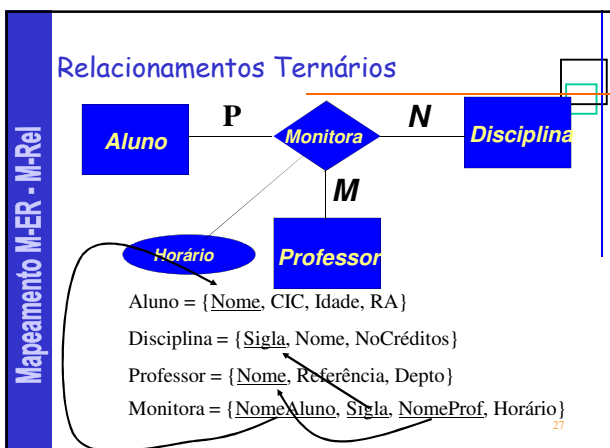 Mapeamento M-ER - M-Rel
Relacionamentos Ternários
Aluno
P
Monitora
N
Disciplina
M
Horário
Professor
Aluno = {Nome, CIC, Idade, RA}
Disciplina = {Sigla, Nome, NoCréditos}
Professor = {Nome, Referência, Depto}
Monitora = {NomeAluno, Sigla, NomeProf, Horário}
27